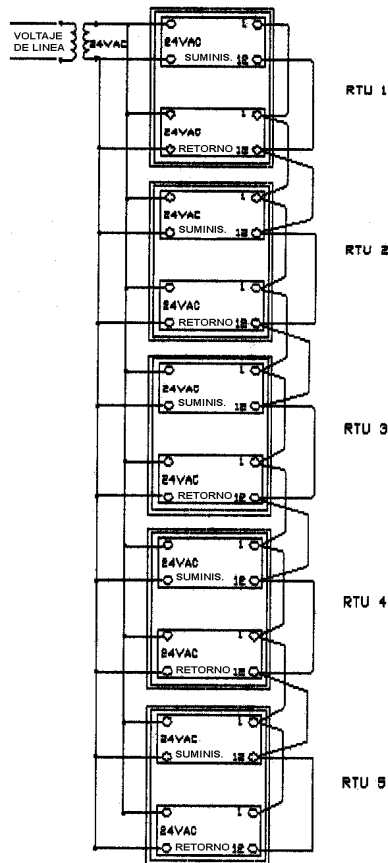 VOLTAJE
DE LINEA
24VAC
1
24VAC
SUMINIS. 12
1
24VAC
RETORNO 12
RTU 1
1
24VAC
SUMINIS. 12
1
24VAC
RETORNO 12
RTU 2
1
24VAC
SUMINIS. 12
1
24VAC
RETORNO 12
RTU 3
1
24VAC
SUMINIS. 12
1
24VAC
RETORNO 12
RTU 4
1
24VAC
SUMINIS. 12
1
24VAC
RETORNO 12
RTU 5